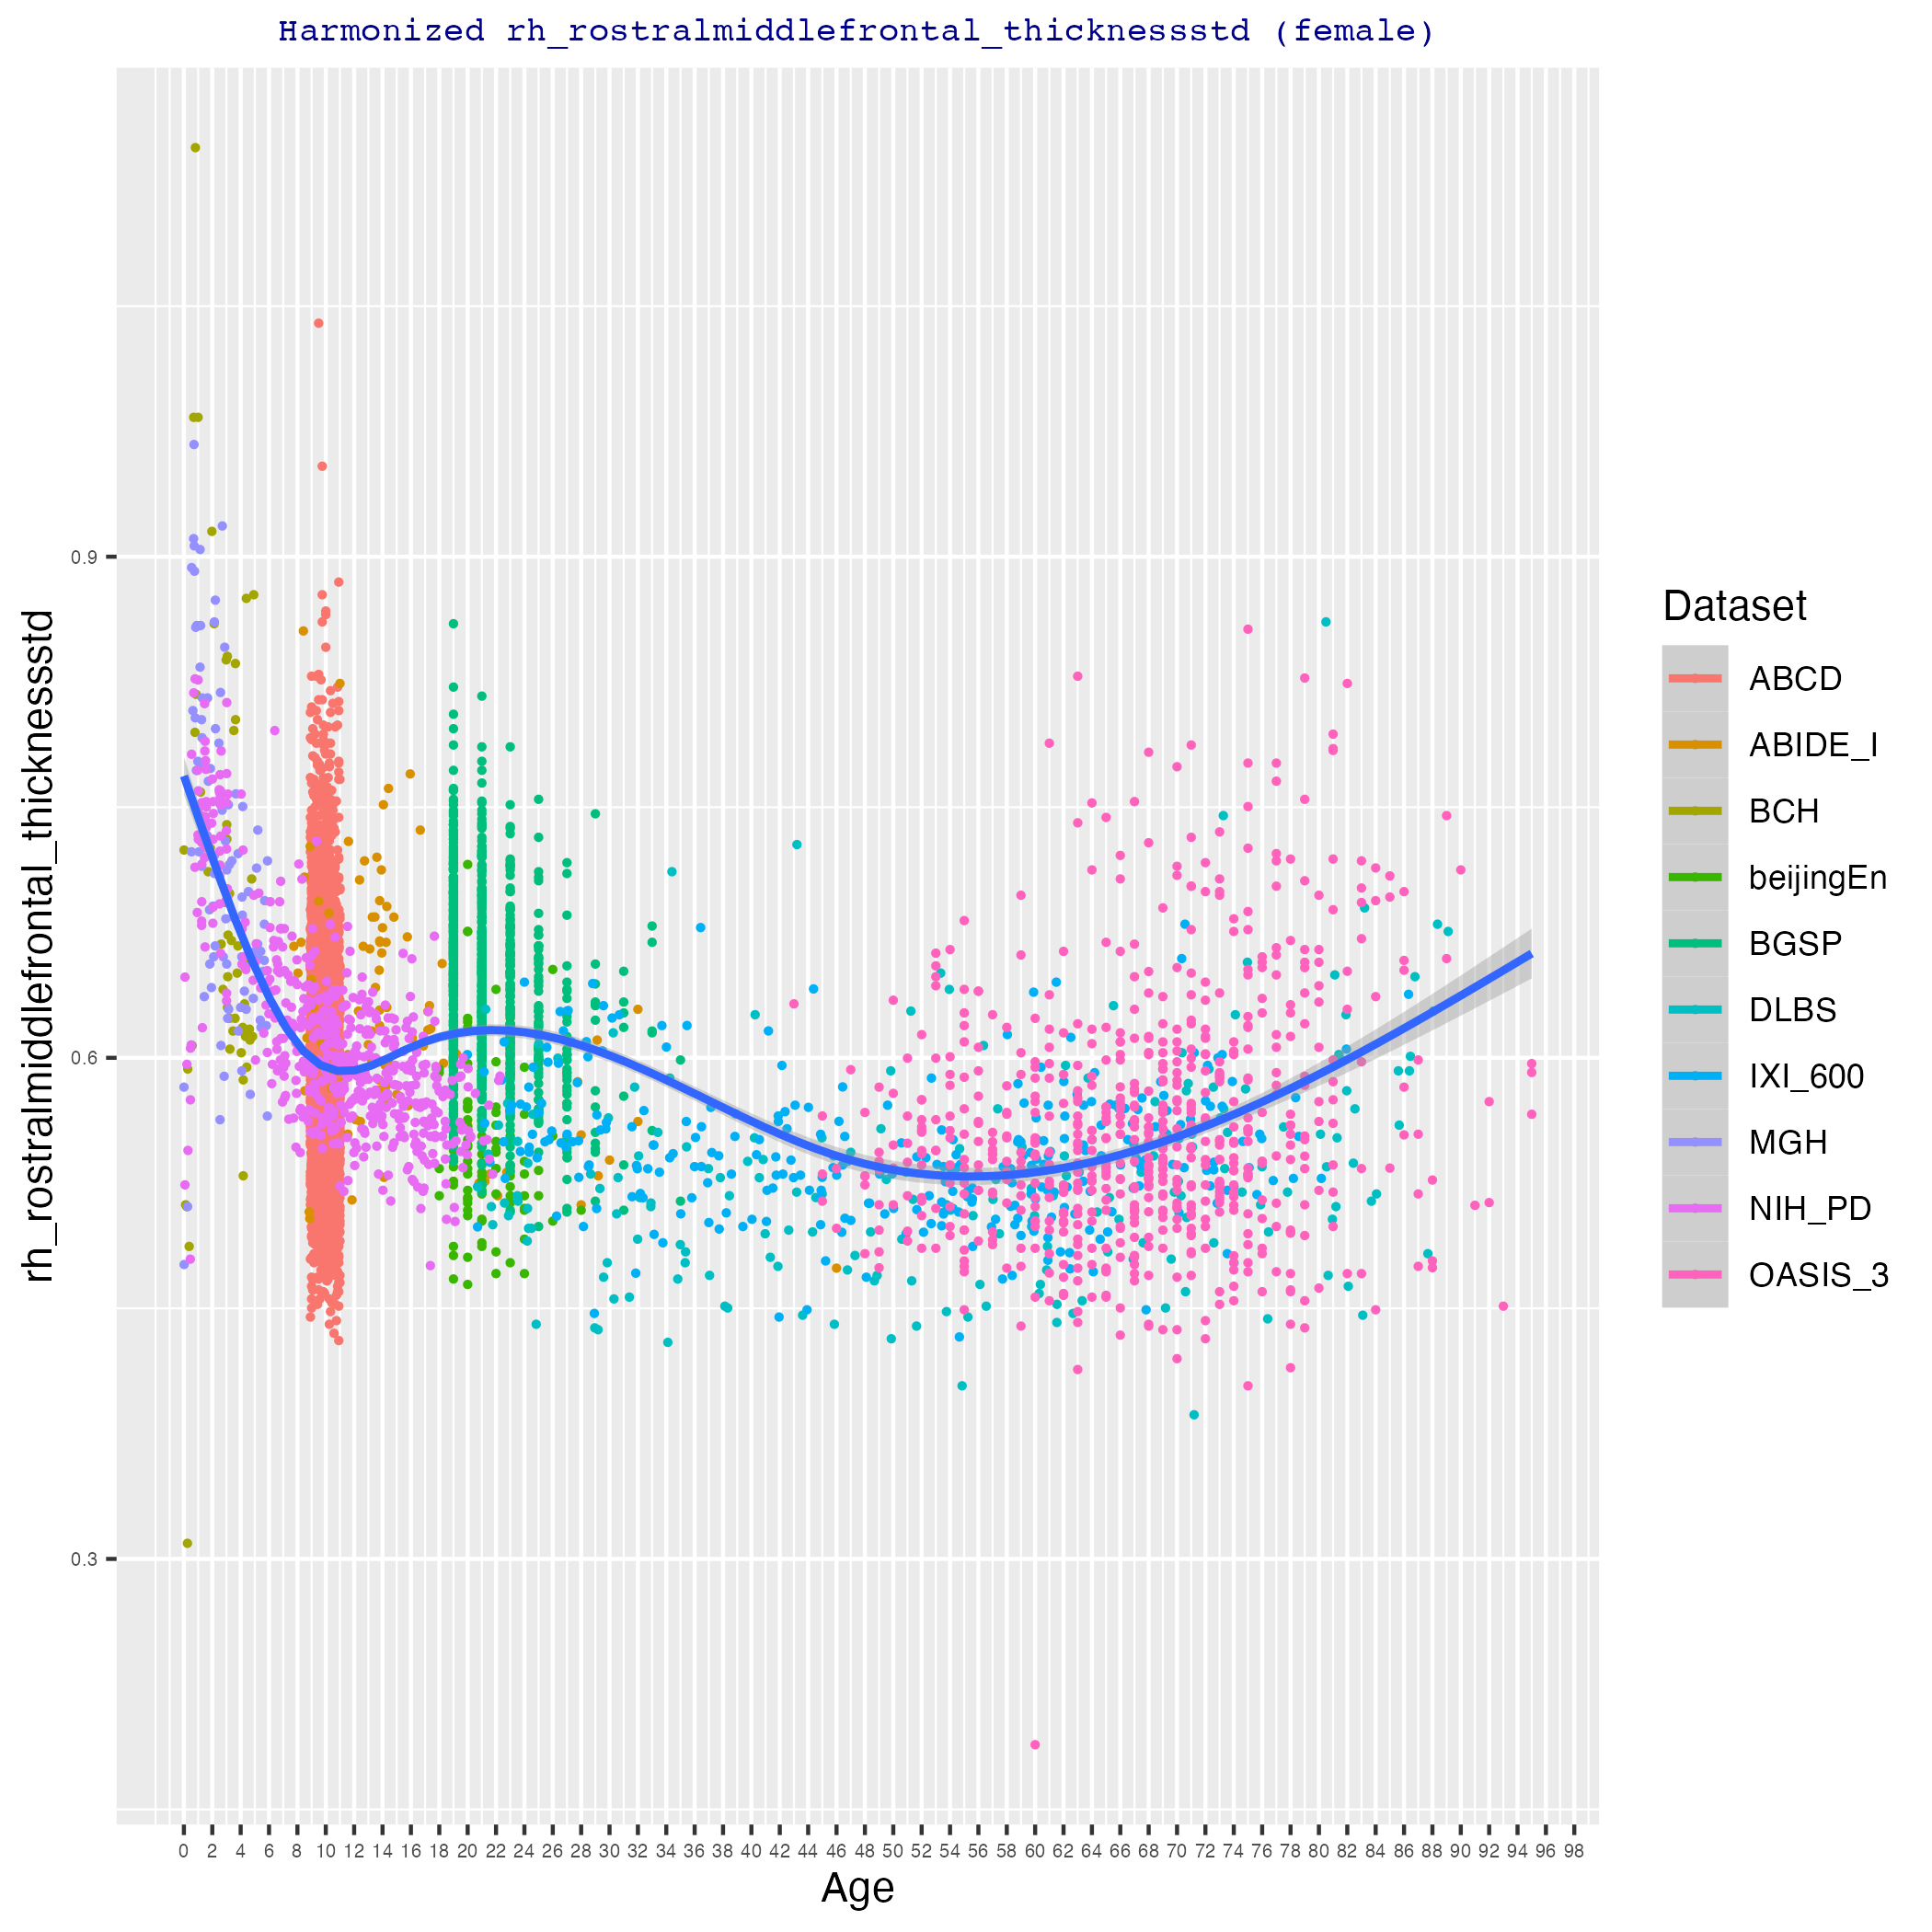 Harmonized rh_rostralmiddlefrontal_thicknessstd (female)
rh_rostralmiddlefrontal_thicknessstd
0.9
0.6
0.3
0 2 4 6 8 10 12 14 16 18 20 22 24 26 28 30 32 34 36 38 40 42 44 46 48 50 52 54 56 58 60 62 64 66 68 70 72 74 76 78 80 82 84 86 88 90 92 94 96 98
Age
Dataset
ABCD
ABIDE_I
BCH
beijingEn
BGSP
DLBS
IXI_600
MGH
NIH_PD
OASIS_3